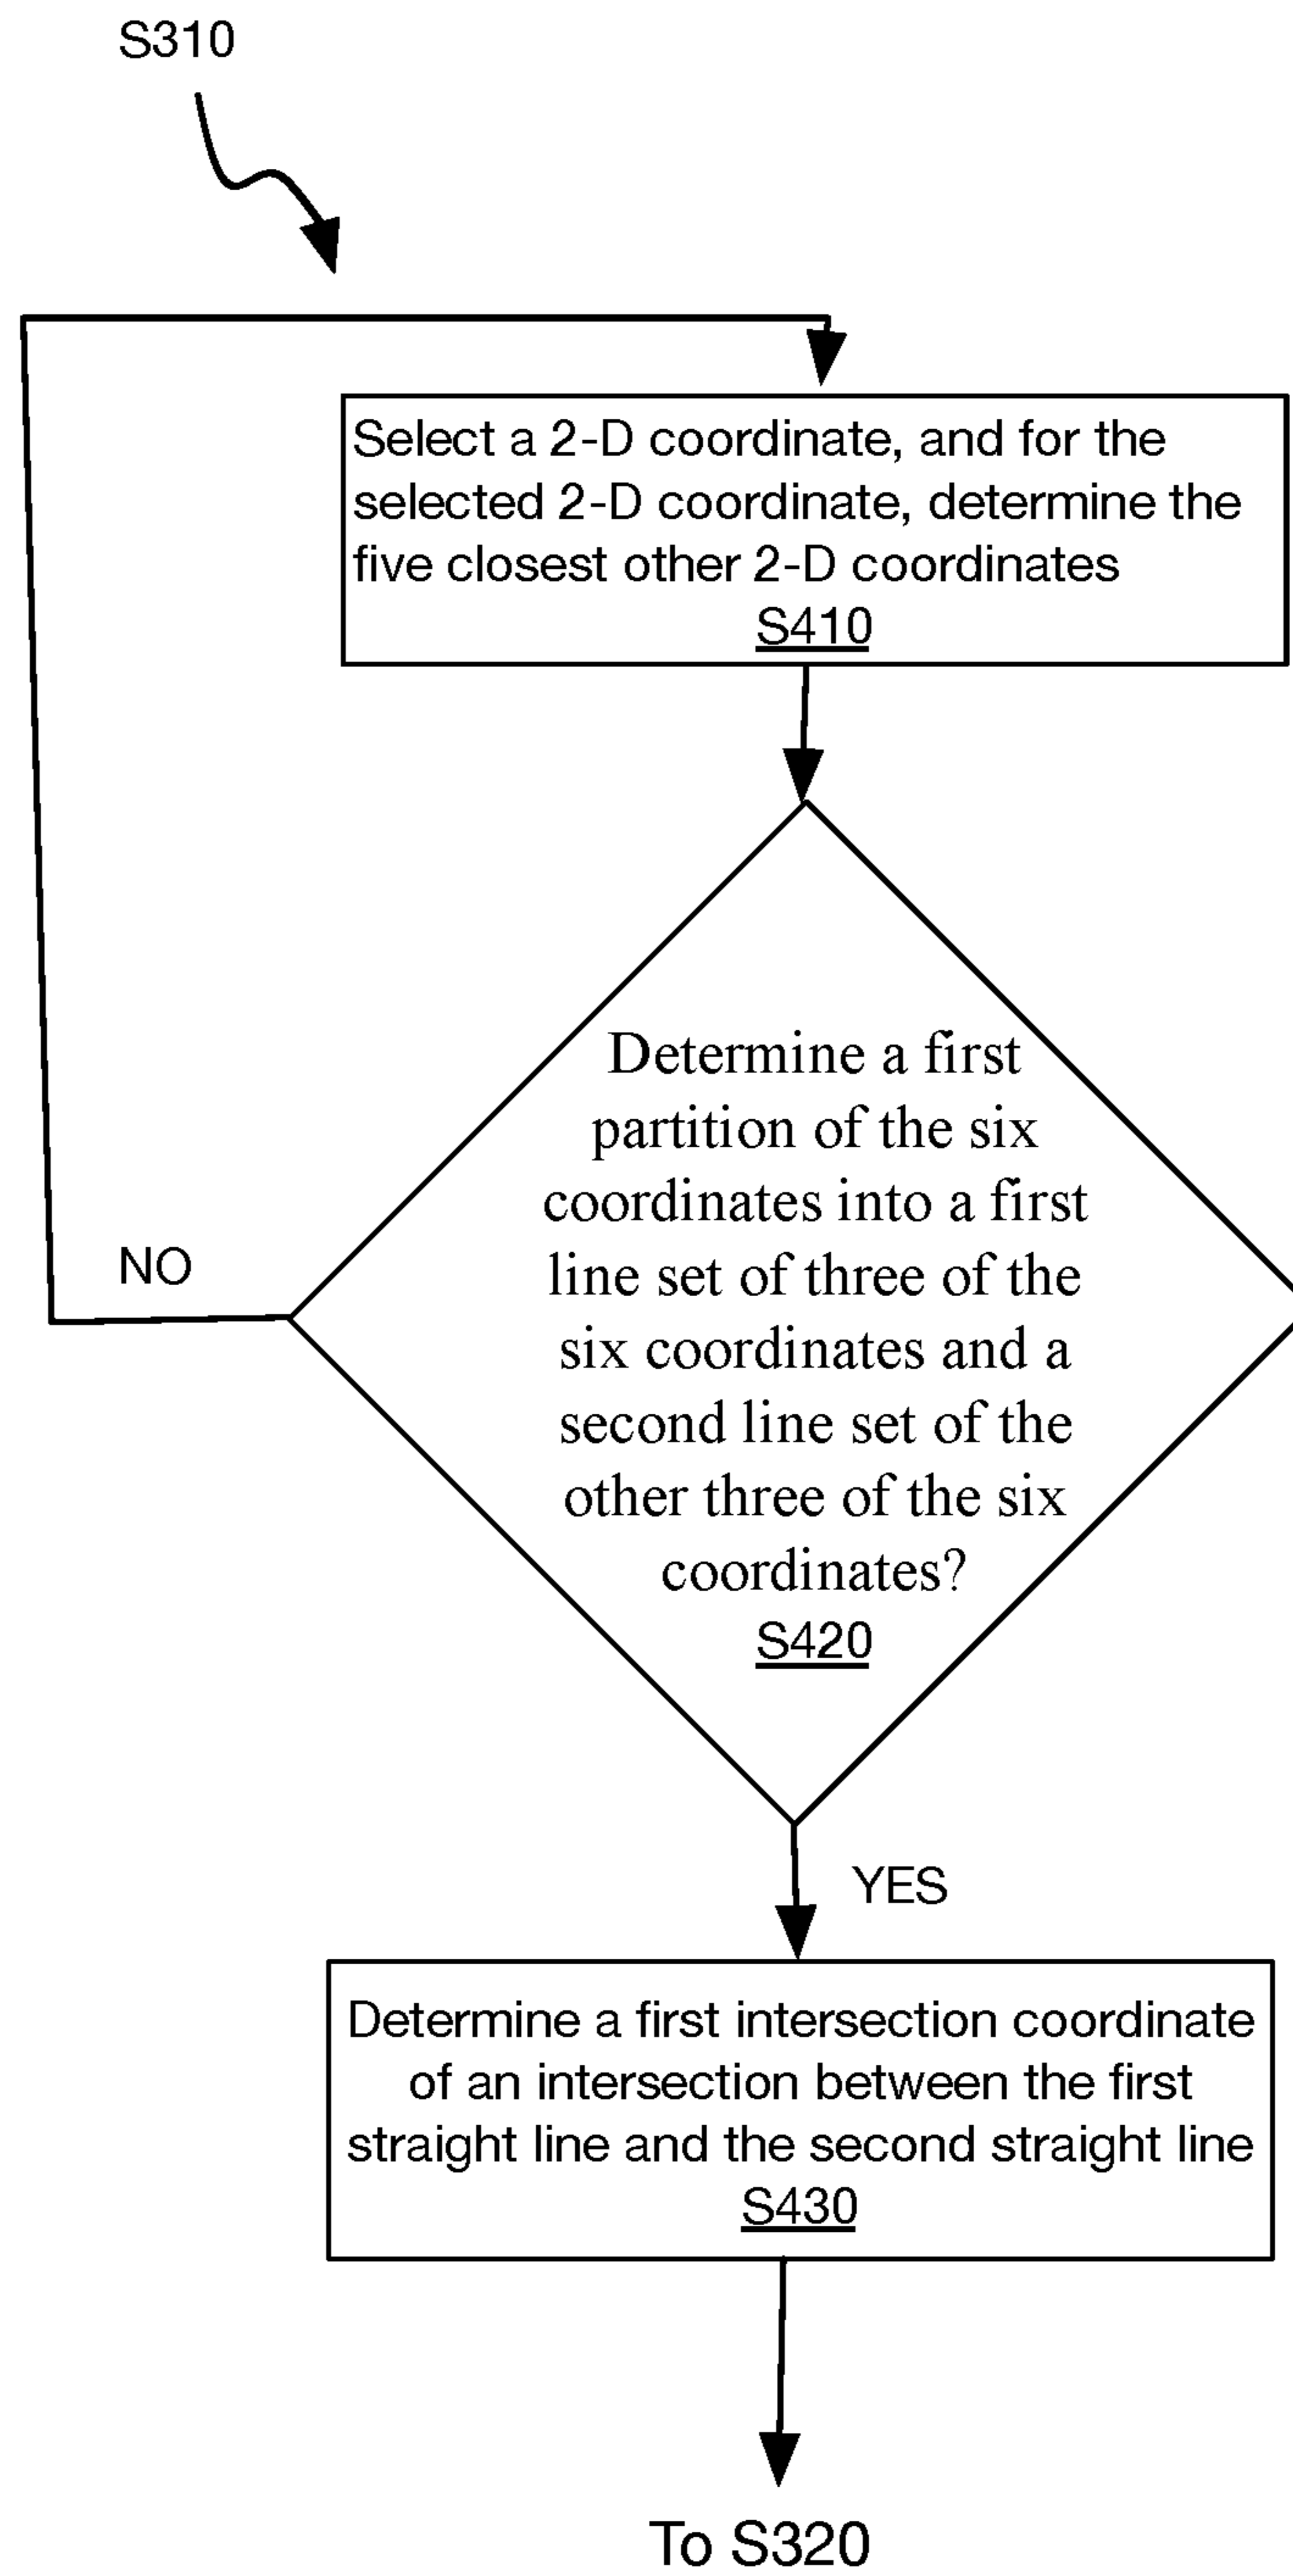 S310
Select a 2-D coordinate, and for the
selected 2-D coordinate, determine the
five closest other 2-D coordinates
S410
Determine a first
partition of the six
coordinates into a first
line set of three of the
six coordinates and a
second line set of the
other three of the six
coordinates?
S420
NO
YES
Determine a first intersection coordinate
of an intersection between the first
straight line and the second straight line
S430
To S320